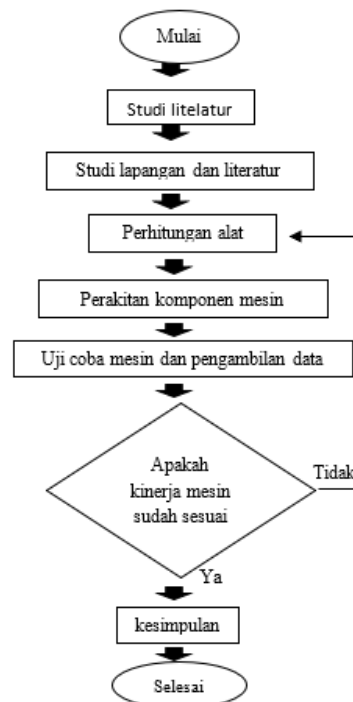 Mulai
Studi litelatur
Studi lapangan dan literatur
Perhitungan alat
Perakitan komponen mesin
Uji coba mesin dan pengambilan data
Apakah
kinerja mesin
sudah sesuai
Tidak
Ya
kesimpulan
Selesai